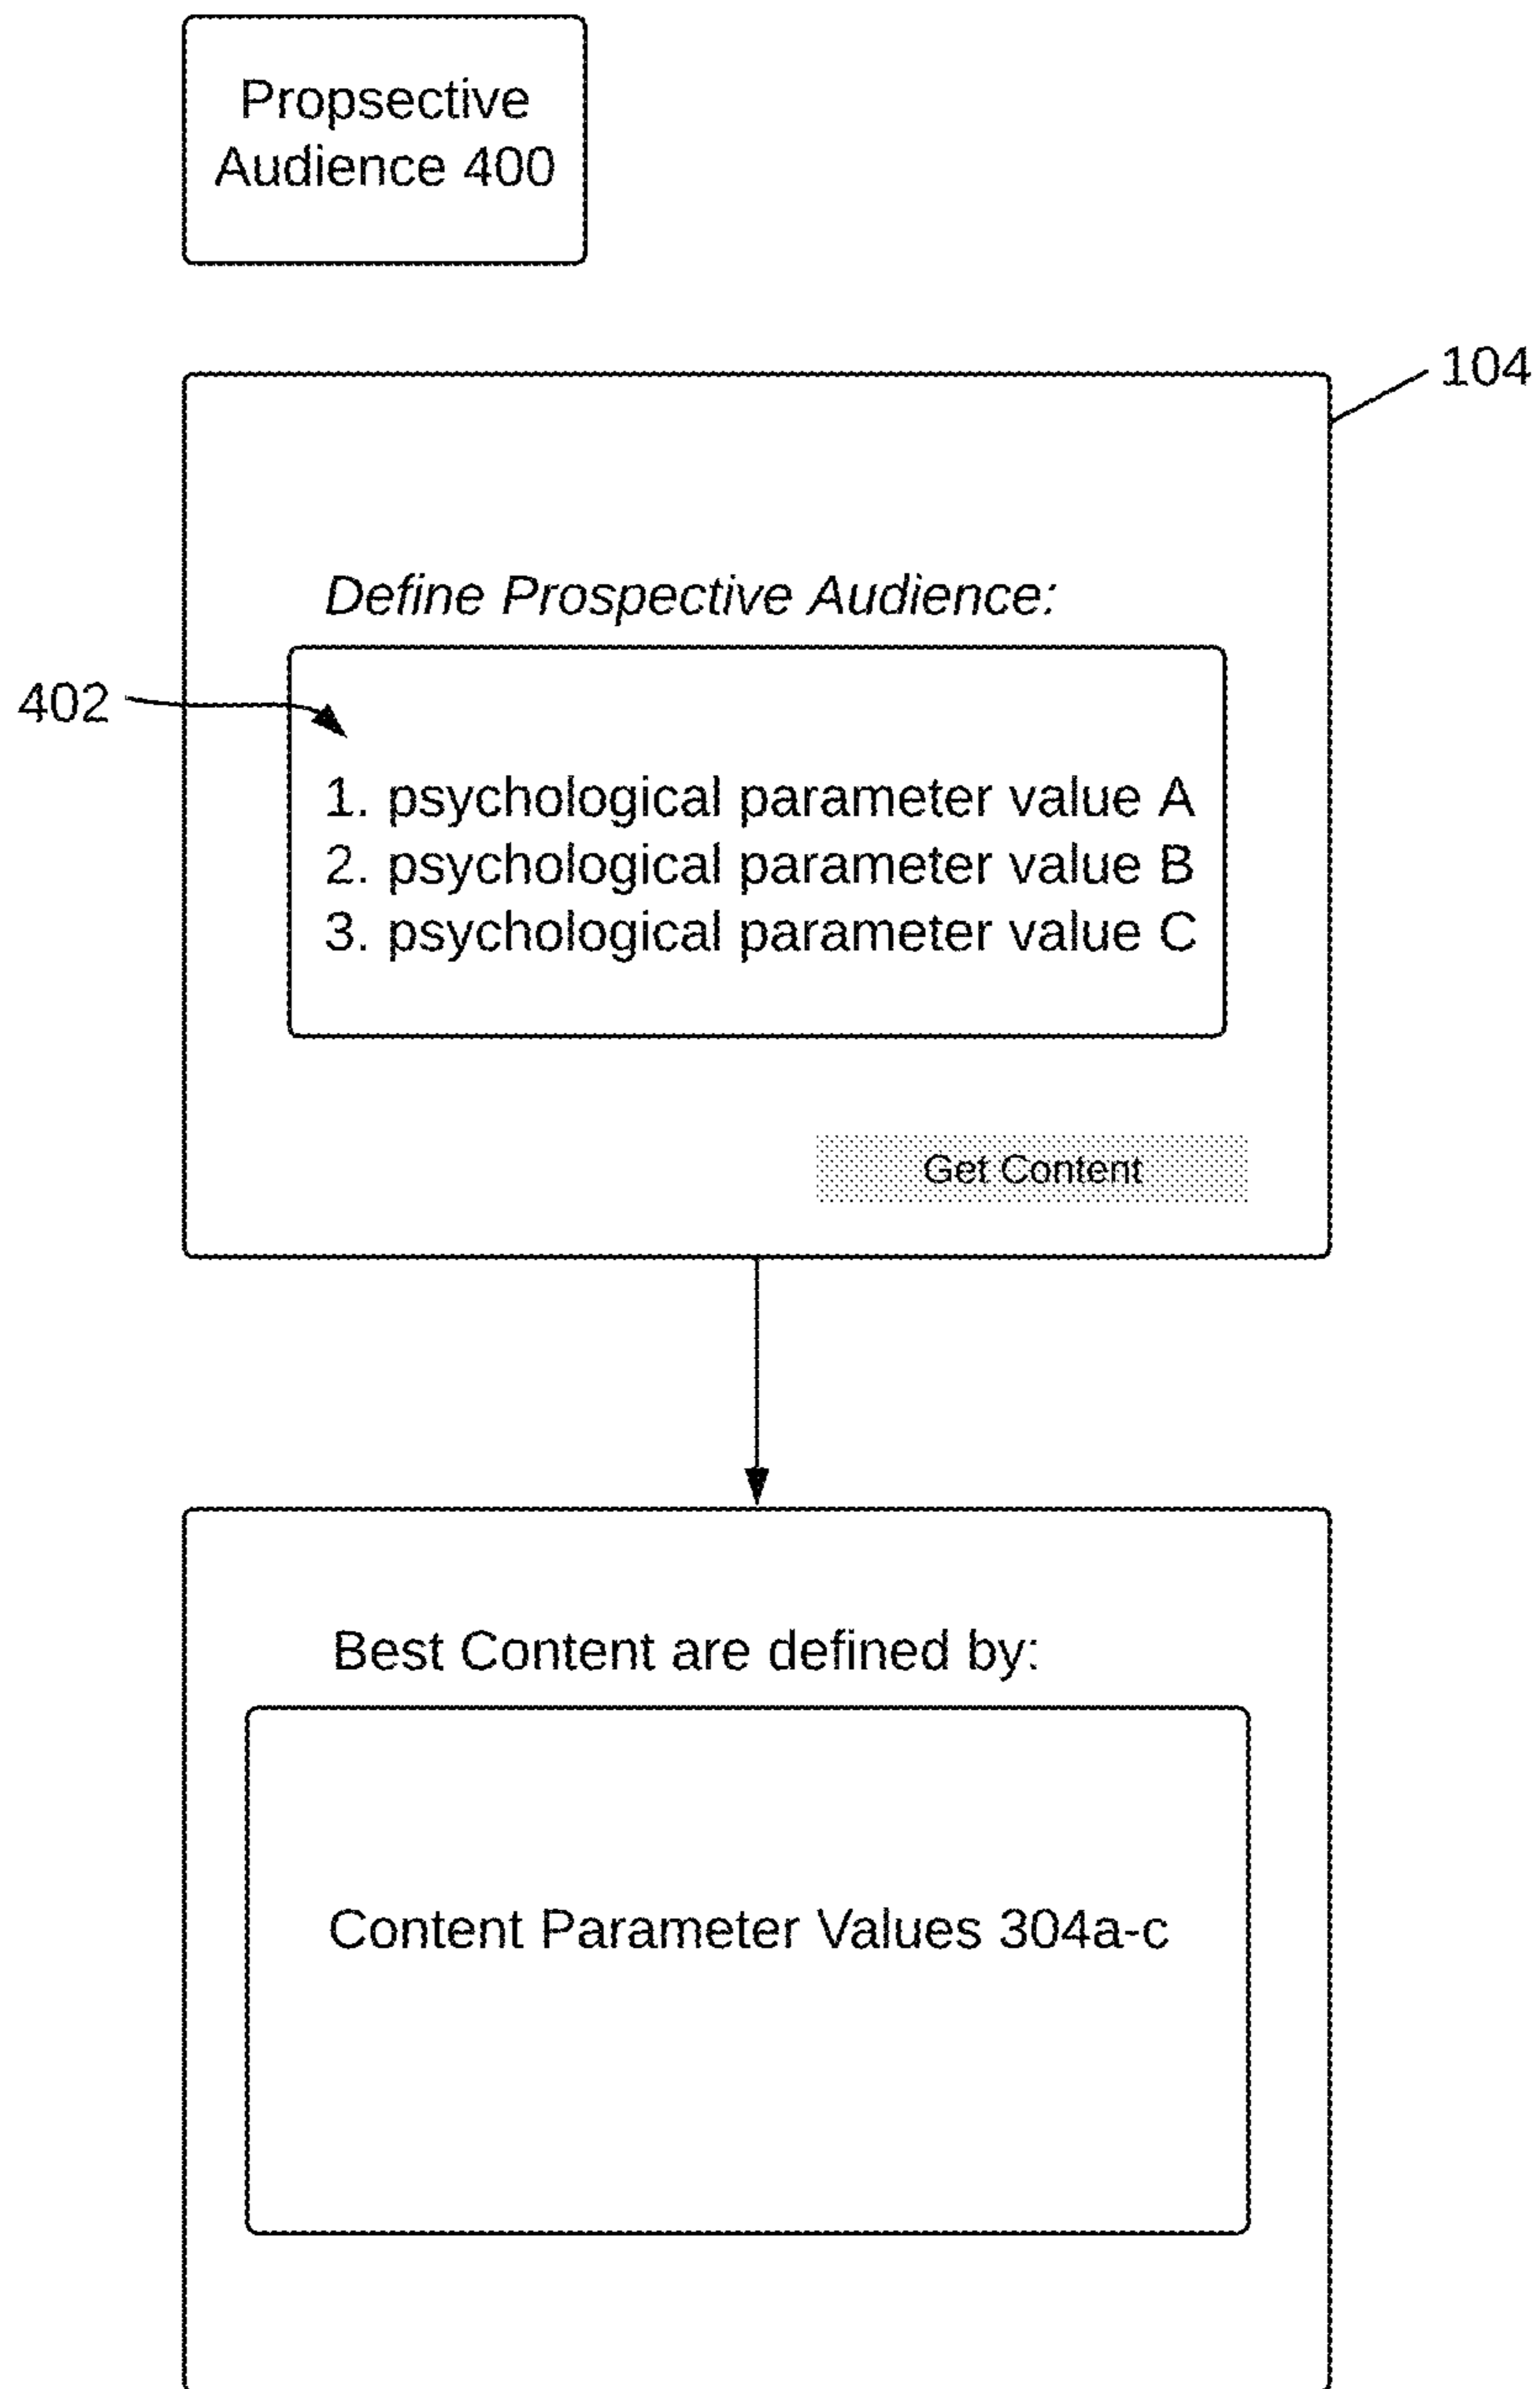 Propsective
Audience 400
104
Define Prospective Audience:
402
1. psychological parameter value A
2. psychological parameter value B
3. psychological parameter value C
Get Content
Best Content are defined by:
Content Parameter Values 304a-c